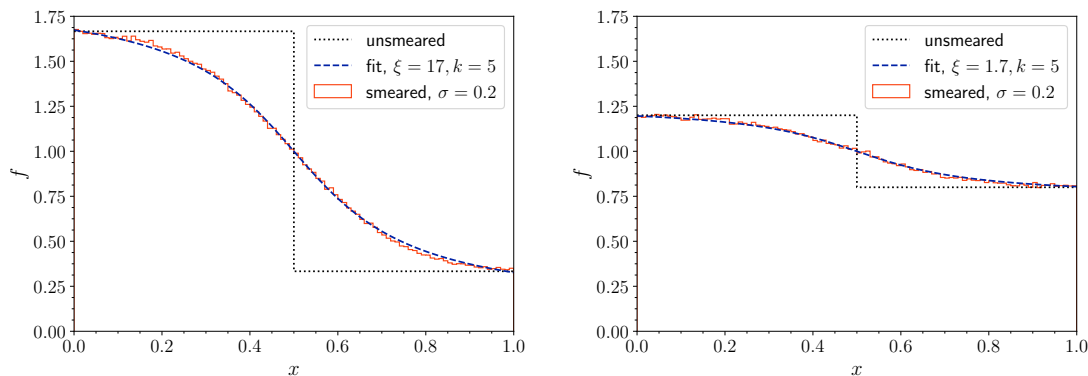 1.75
1.50
1.25
1.00
0.75
0.50
0.25
0.00
f
0.0 0.2 0.4 0.6 0.8 1.0
x
unsmeared
fit, ξ = 17, k = 5
smeared, σ = 0.2
1.75
1.50
1.25
1.00
0.75
0.50
0.25
0.00
f
0.0 0.2 0.4 0.6 0.8 1.0
x
unsmeared
fit, ξ = 1.7, k = 5
smeared, σ = 0.2